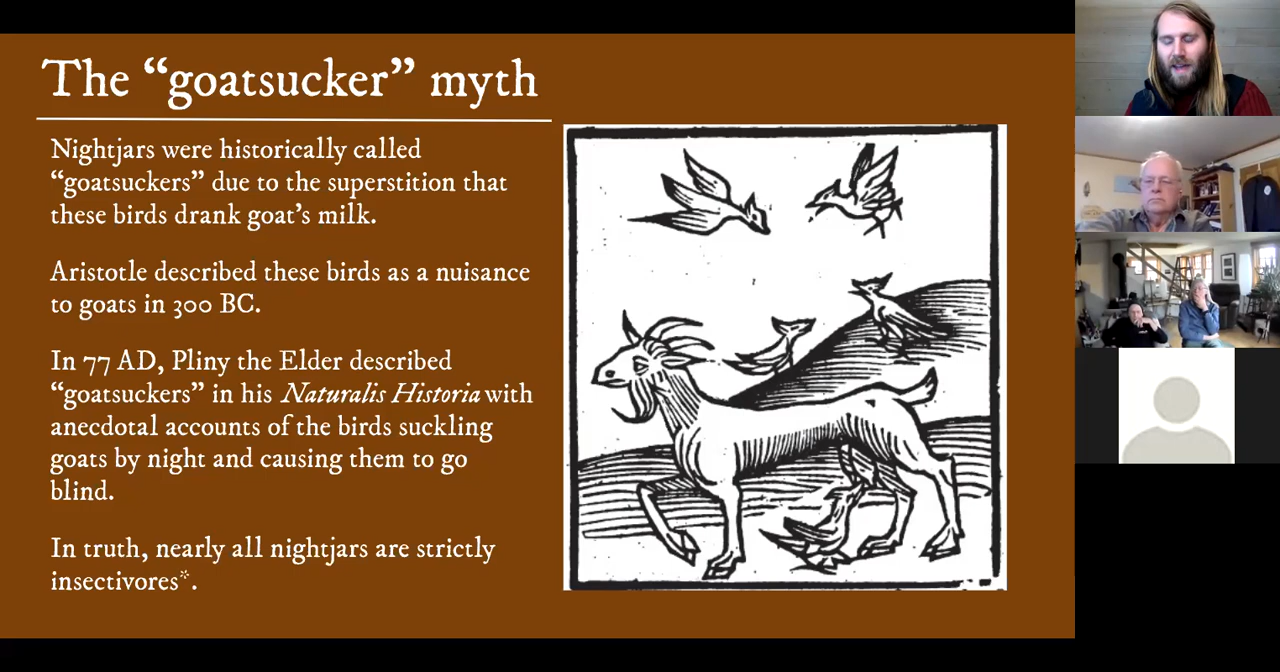 The “goatsucker” myth
Nightjars were historically called
“goatsuckers” due to the superstition that
these birds drank goat’s milk.
Aristotle described these birds as a nuisance
to goats in 300 BC.
In 77 AD, Pliny the Elder described
“goatsuckers” in his Naturalis Historia with
anecdotal accounts of the birds suckling
goats by night and causing them to go
blind.
In truth, nearly all nightjars are strictly
insectivores*.